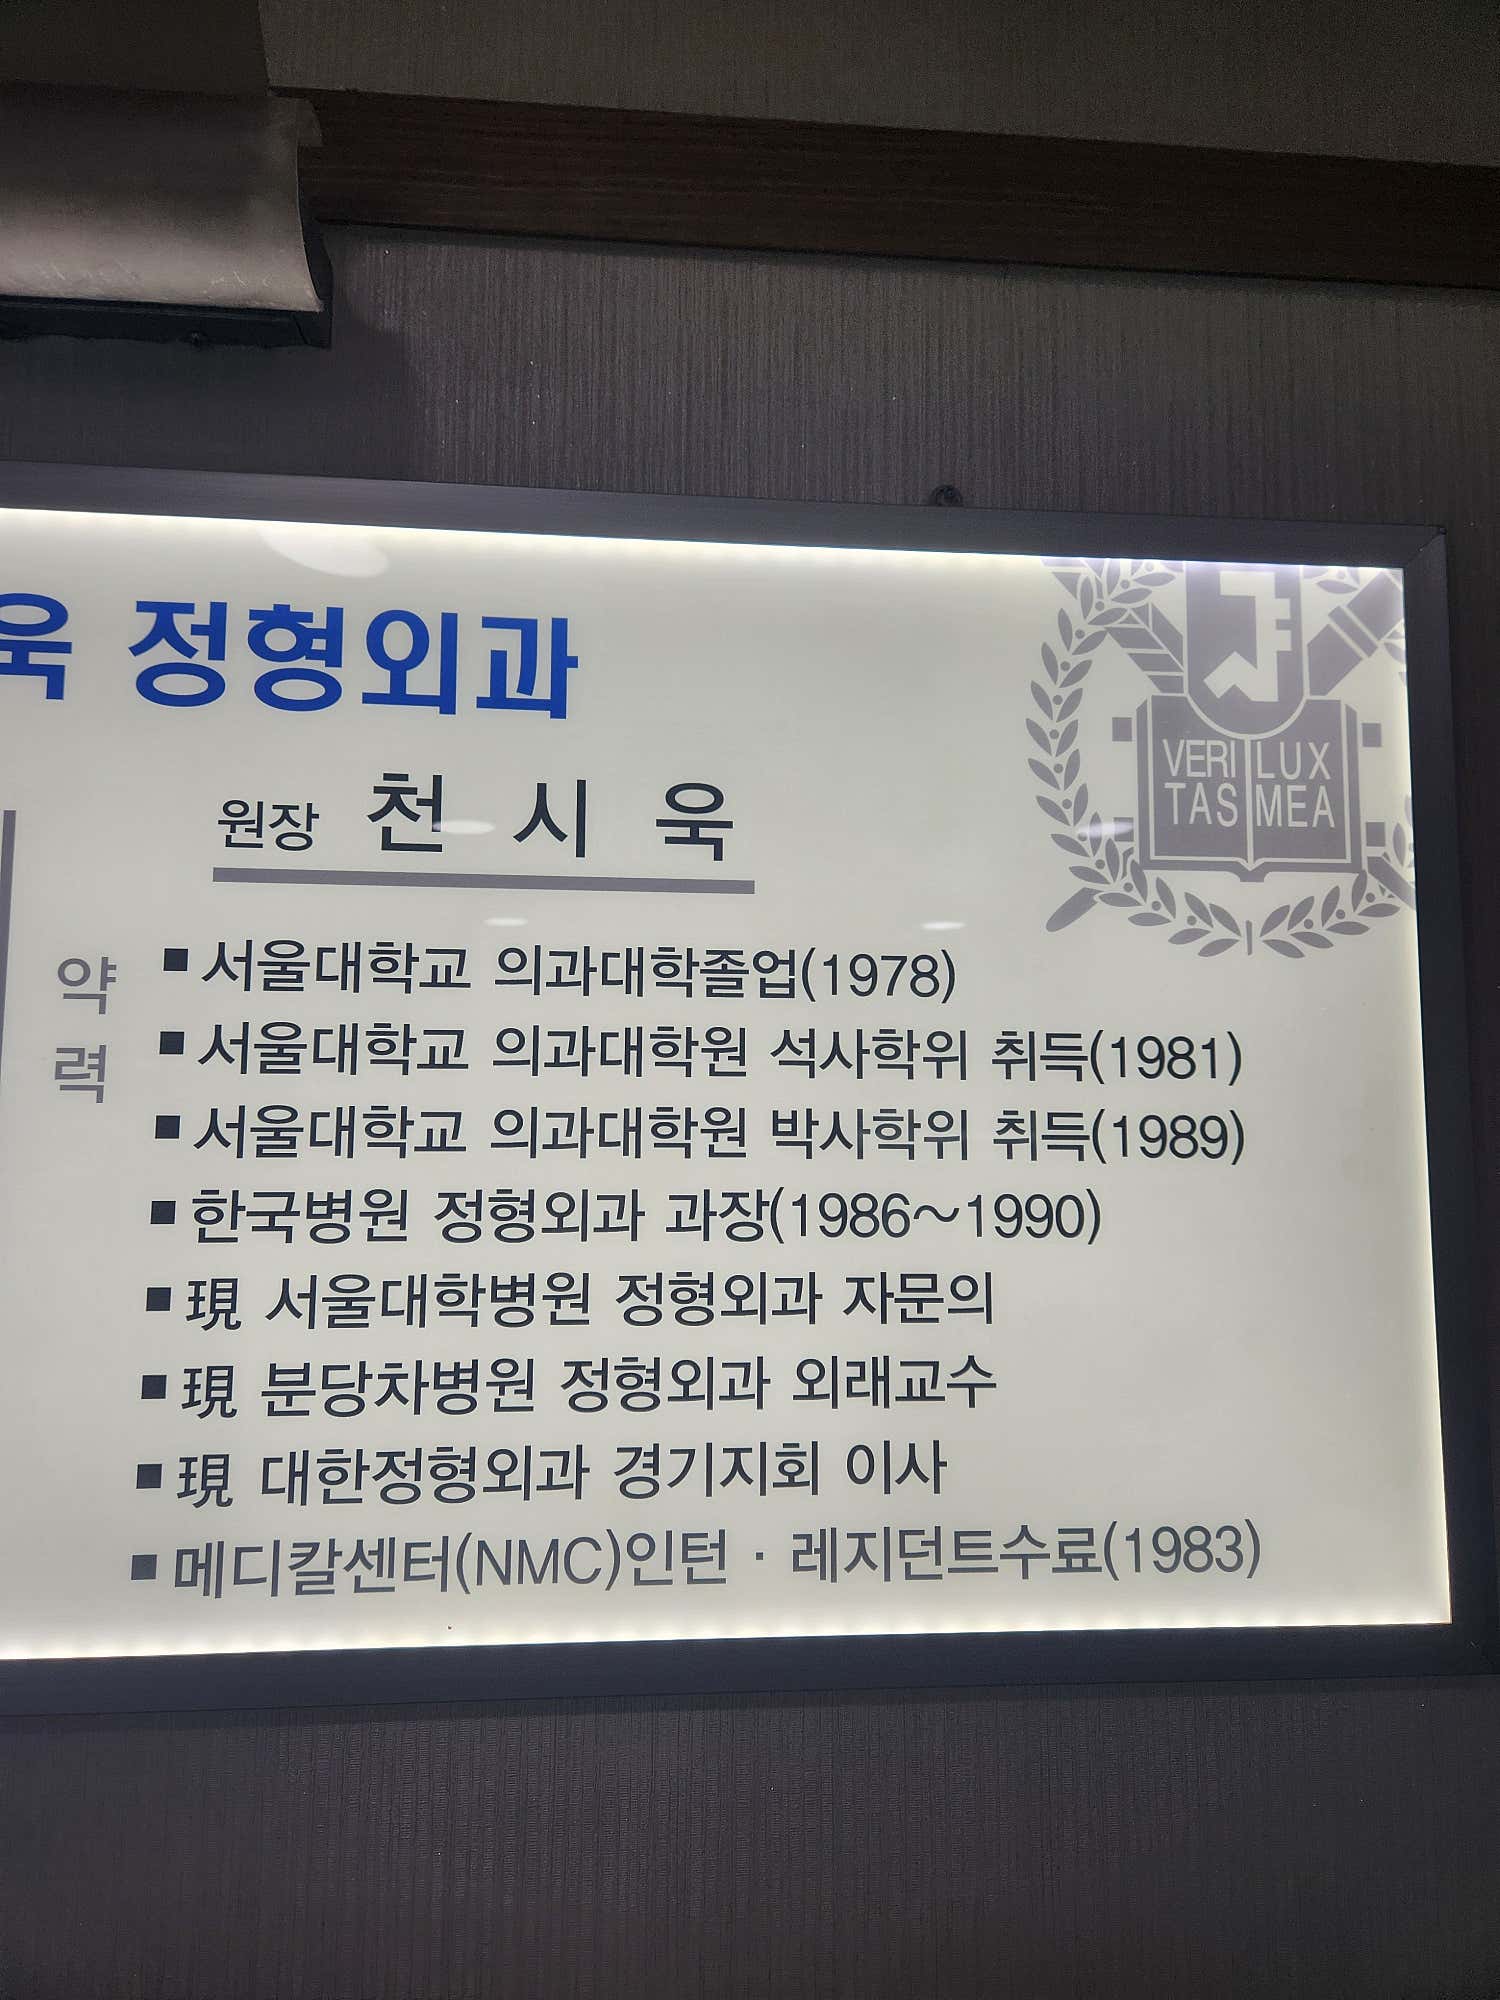 욱 정형외과
VERI LUX
TAS MEA
원장 천 시 욱
약력
■ 서울대학교 의과대학졸업(1978)
■ 서울대학교 의과대학원 석사학위 취득(1981)
■ 서울대학교 의과대학원 박사학위 취득(1989)
■ 한국병원 정형외과 과장(1986~1990)
■ 現 서울대학병원 정형외과 자문의
■ 現 분당차병원 정형외과 외래교수
■ 現 대한정형외과 경기지회 이사
■ 메디칼센터(NMC)인턴 · 레지던트수료(1983)